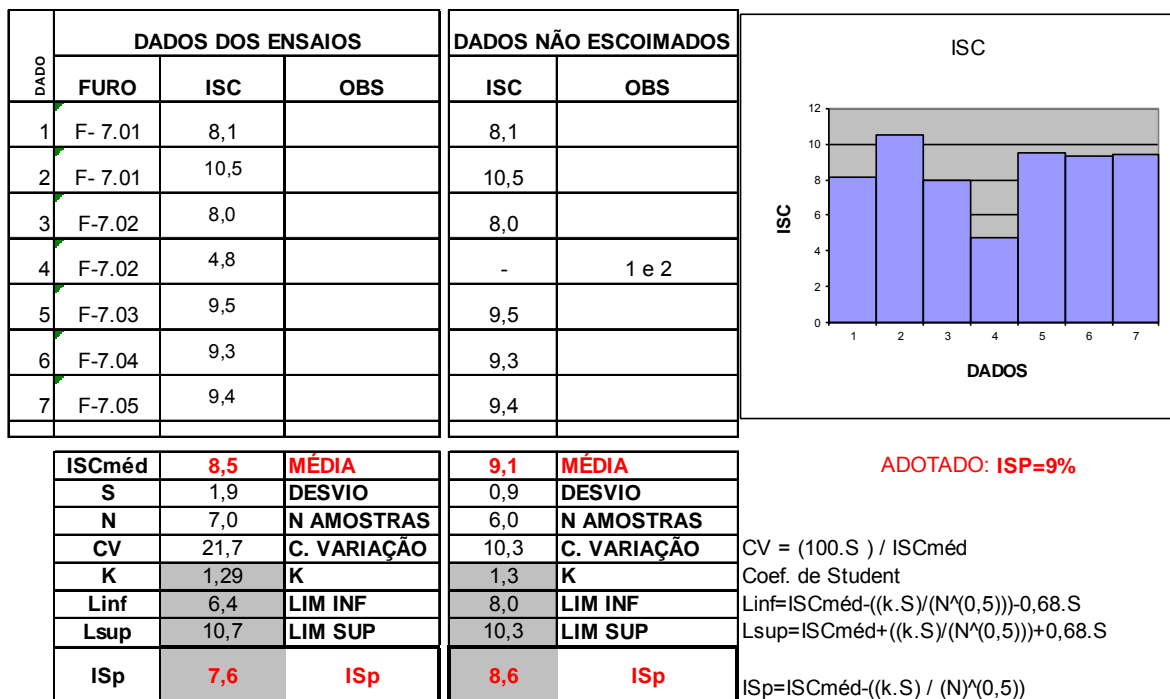 DADO DADOS DOS ENSAIOS DADOS NÃO ESCOIMADOS
FURO ISC OBS ISC OBS
1 F- 7.01 8,1 8,1
2 F- 7.01 10,5 10,5
3 F-7.02 8,0 8,0
4 F-7.02 4,8 - 1 e 2
5 F-7.03 9,5 9,5
6 F-7.04 9,3 9,3
7 F-7.05 9,4 9,4
ISC
12
10
8
6
4
2
0
ISC
1 2 3 4 5 6 7
DADOS
ISCméd 8,5 MÉDIA 9,1 MÉDIA ADOTADO: ISP=9%
S 1,9 DESVIO 0,9 DESVIO
N 7,0 N AMOSTRAS 6,0 N AMOSTRAS
CV 21,7 C. VARIAÇÃO 10,3 C. VARIAÇÃO CV = (100.S ) / ISCméd
K 1,29 K 1,3 K Coef. de Student
Linf 6,4 LIM INF 8,0 LIM INF Linf=ISCméd-((k.S)/(N^(0,5)))-0,68.S
Lsup 10,7 LIM SUP 10,3 LIM SUP Lsup=ISCméd+((k.S)/(N^(0,5)))+0,68.S
ISp 7,6 ISp 8,6 ISp ISp=ISCméd-((k.S) / (N)^(0,5))